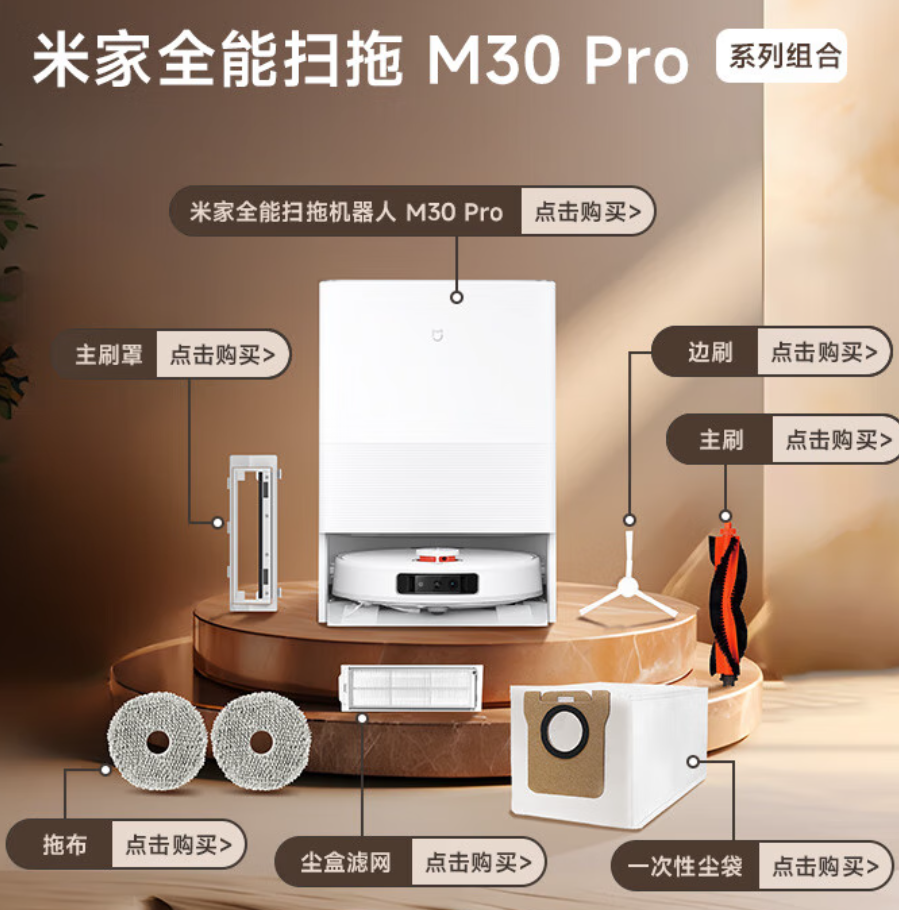 米家全能扫拖 M30 Pro 系列组合
米家全能扫拖机器人 M30 Pro 点击购买>
主刷罩 点击购买>
边刷 点击购买>
主刷 点击购买>
拖布 点击购买>
尘盒滤网 点击购买>
一次性尘袋 点击购买>